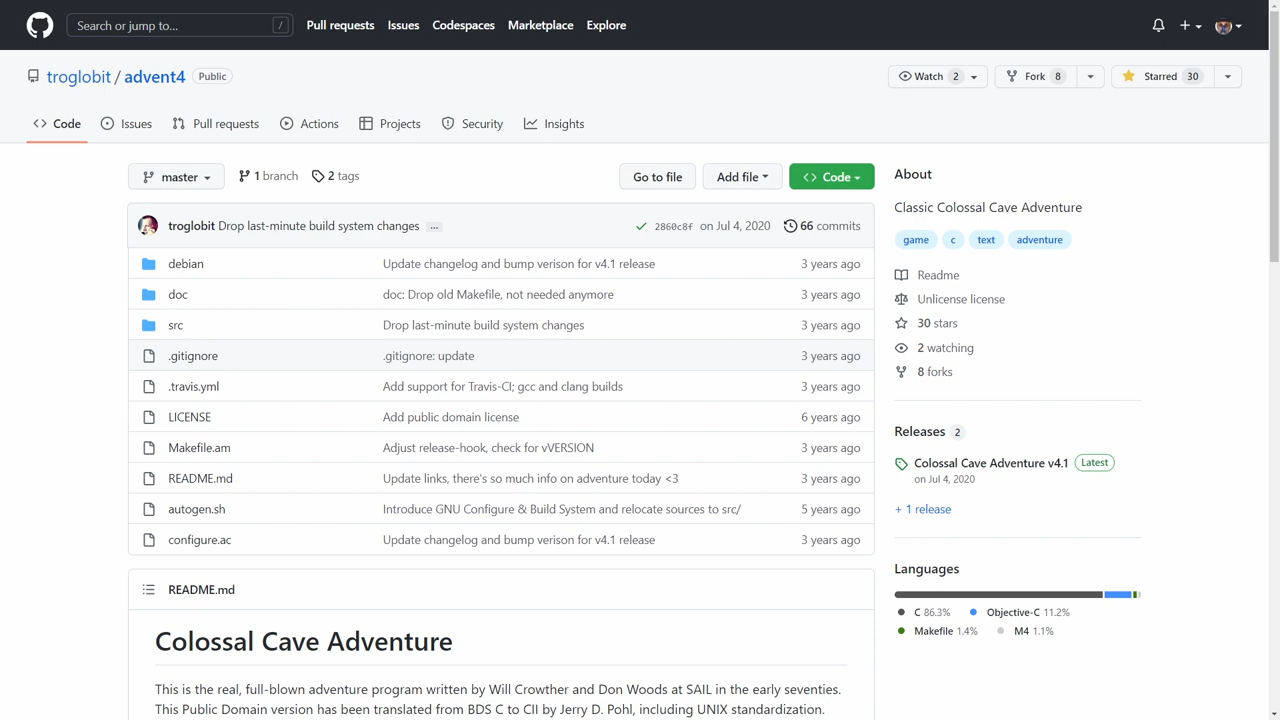 Search or jump to... /
Pull requests Issues Codespaces Marketplace Explore
troglobit / advent4 Public
Watch 2 Fork 8 Starred 30
Code Issues Pull requests Actions Projects Security Insights
master 1 branch 2 tags Go to file Add file Code
troglobit Drop last-minute build system changes ... 2860c8f on Jul 4, 2020 66 commits
debian Update changelog and bump verison for v4.1 release 3 years ago
doc doc: Drop old Makefile, not needed anymore 3 years ago
src Drop last-minute build system changes 3 years ago
.gitignore .gitignore: update 3 years ago
.travis.yml Add support for Travis-CI; gcc and clang builds 3 years ago
LICENSE Add public domain license 6 years ago
Makefile.am Adjust release-hook, check for vVERSION 3 years ago
README.md Update links, there's so much info on adventure today <3 3 years ago
autogen.sh Introduce GNU Configure & Build System and relocate sources to src/ 5 years ago
configure.ac Update changelog and bump verison for v4.1 release 3 years ago
README.md
Colossal Cave Adventure
This is the real, full-blown adventure program written by Will Crowther and Don Woods at SAIL in the early seventies.
This Public Domain version has been translated from BDS C to CII by Jerry D. Pohl, including UNIX standardization.
About
Classic Colossal Cave Adventure
game c text adventure
Readme
Unlicense license
30 stars
2 watching
8 forks
Releases 2
Colossal Cave Adventure v4.1 Latest
on Jul 4, 2020
+ 1 release
Languages
C 86.3% Objective-C 11.2%
Makefile 1.4% M4 1.1%